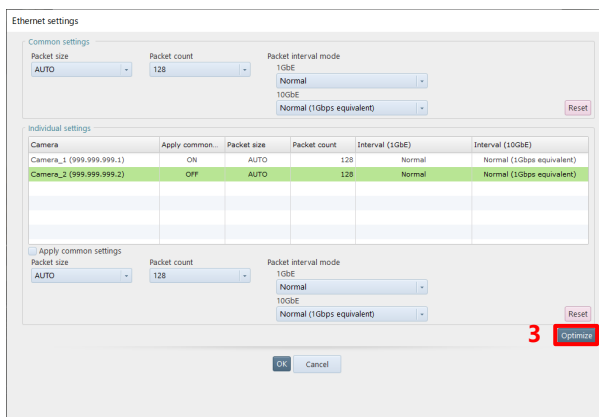 Ethernet settings
Common settings
Packet size Packet count Packet interval mode
1GbE
AUTO 128 Normal
10GbE
Normal (1Gbps equivalent) Reset
Individual settings
Camera Apply common... Packet size Packet count Interval (1GbE) Interval (10GbE)
Camera_1 (999.999.999.1) ON AUTO 128 Normal Normal (1Gbps equivalent)
Camera_2 (999.999.999.2) OFF AUTO 128 Normal Normal (1Gbps equivalent)
Apply common settings
Packet size Packet count Packet interval mode
1GbE
AUTO 128 Normal
10GbE
Normal (1Gbps equivalent) Reset
3 Optimize
OK Cancel